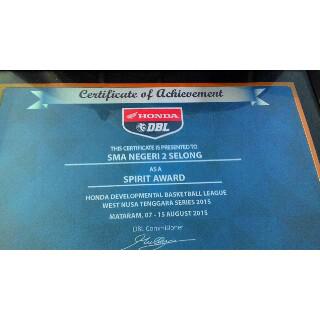 Certificate of Achievement
HONDA
DBL
THIS CERTIFICATE IS PRESENTED TO
SMA NEGERI 2 SELONG
AS A
SPIRIT AWARD
HONDA DEVELOPMENTAL BASKETBALL LEAGUE
WEST NUSA TENGGARA SERIES 2015
MATARAM, 07 - 15 AUGUST 2015
DBL Commisioner